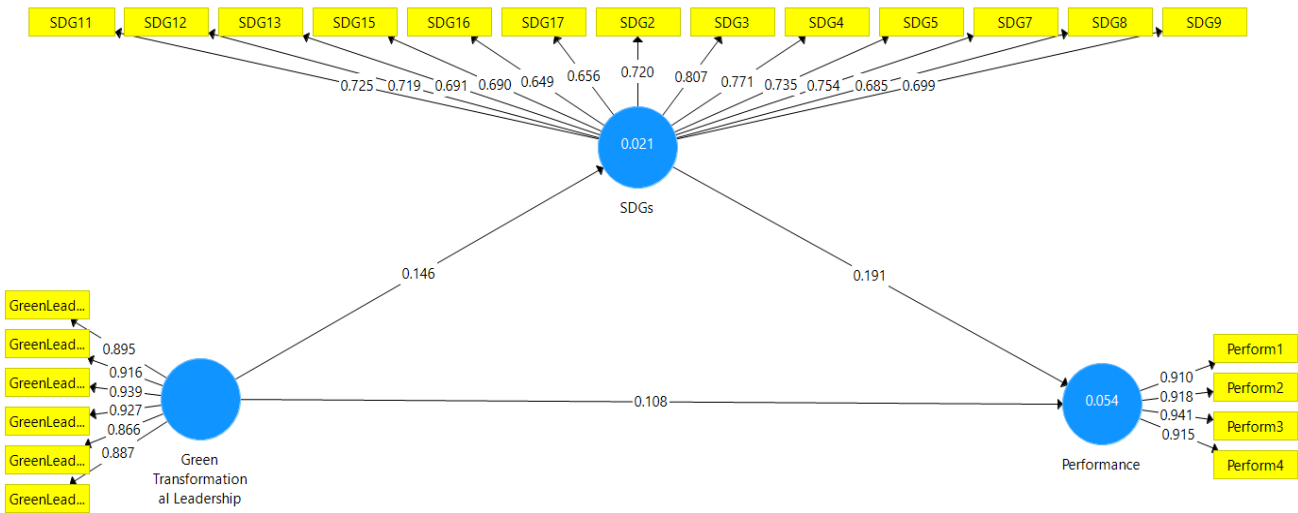 SDG11 SDG12 SDG13 SDG15 SDG16 SDG17 SDG2 SDG3 SDG4 SDG5 SDG7 SDG8 SDG9
0.725 0.719 0.691 0.690 0.649 0.656 0.720 0.807 0.771 0.735 0.754 0.685 0.699
0.021
SDGs
0.146
0.191
GreenLead...
GreenLead...
GreenLead...
GreenLead...
GreenLead...
GreenLead...
0.895
0.916
0.939
0.927
0.866
0.887
Green
Transformation
al Leadership
0.108
0.054
Performance
0.910
0.918
0.941
0.915
Perform1
Perform2
Perform3
Perform4